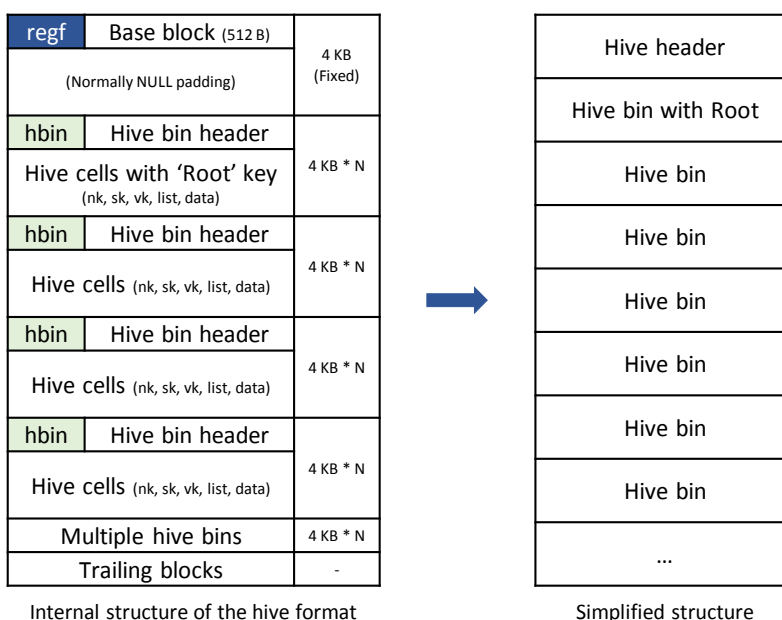 regf Base block (512 B)
4 KB
(Fixed)
(Normally NULL padding)
hbin Hive bin header
Hive cells with ‘Root’ key
(nk, sk, vk, list, data)
4 KB * N
hbin Hive bin header
Hive cells (nk, sk, vk, list, data)
4 KB * N
hbin Hive bin header
Hive cells (nk, sk, vk, list, data)
4 KB * N
hbin Hive bin header
Hive cells (nk, sk, vk, list, data)
4 KB * N
Multiple hive bins 4 KB * N
Trailing blocks -
Internal structure of the hive format
Hive header
Hive bin with Root
Hive bin
Hive bin
Hive bin
Hive bin
Hive bin
Hive bin
...
Simplified structure